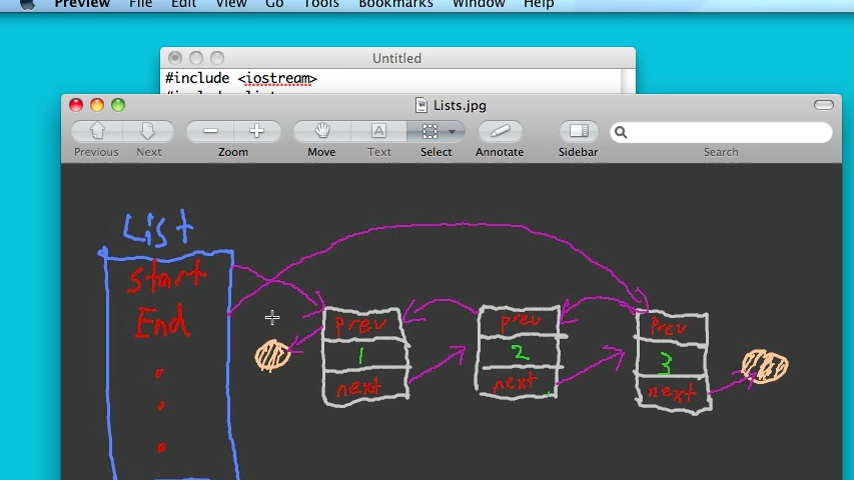 Preview File Edit View Go Tools Bookmarks Window Help
Untitled
#include <iostream>
Lists.jpg
Previous Next Zoom Move Text Select Annotate Sidebar Search
A
List
Start
End
prev prev prev
1 2 3
next next next